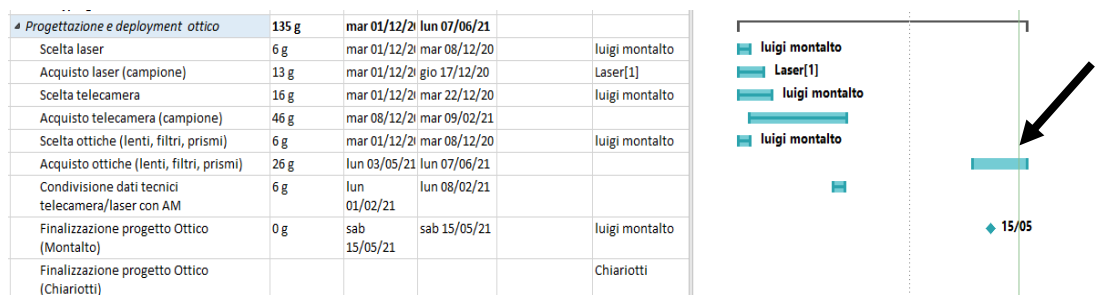 Progettazione e deployment ottico 135 g mar 01/12/20 lun 07/06/21
Scelta laser 6 g mar 01/12/20 mar 08/12/20 luigi montalto luigi montalto
Acquisto laser (campione) 13 g mar 01/12/20 gio 17/12/20 Laser[1] Laser[1]
Scelta telecamera 16 g mar 01/12/20 mar 22/12/20 luigi montalto luigi montalto
Acquisto telecamera (campione) 46 g mar 08/12/20 mar 09/02/21
Scelta ottiche (lenti, filtri, prismi) 6 g mar 01/12/20 mar 08/12/20 luigi montalto luigi montalto
Acquisto ottiche (lenti, filtri, prismi) 26 g lun 03/05/21 lun 07/06/21
Condivisione dati tecnici 6 g lun lun 08/02/21
telecamera/laser con AM 01/02/21
Finalizzazione progetto Ottico 0 g sab sab 15/05/21 luigi montalto 15/05
(Montalto) 15/05/21
Finalizzazione progetto Ottico Chiariotti
(Chiariotti)